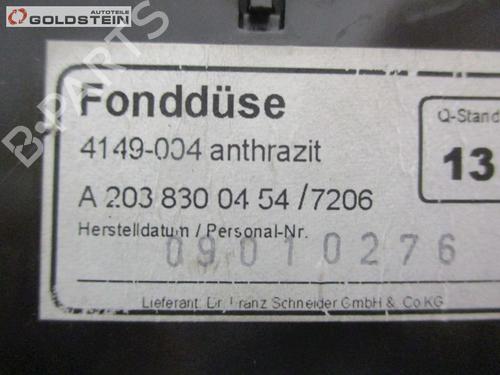 Autoteile
GOLDSTEIN
Fonddüse
Q-Stand
4149-004 anthrazit
13
A 203 830 04 54 / 7206
Herstelldatum / Personal-Nr.
09010276
Lieferant: Dr. Franz Schneider GmbH & Co KG